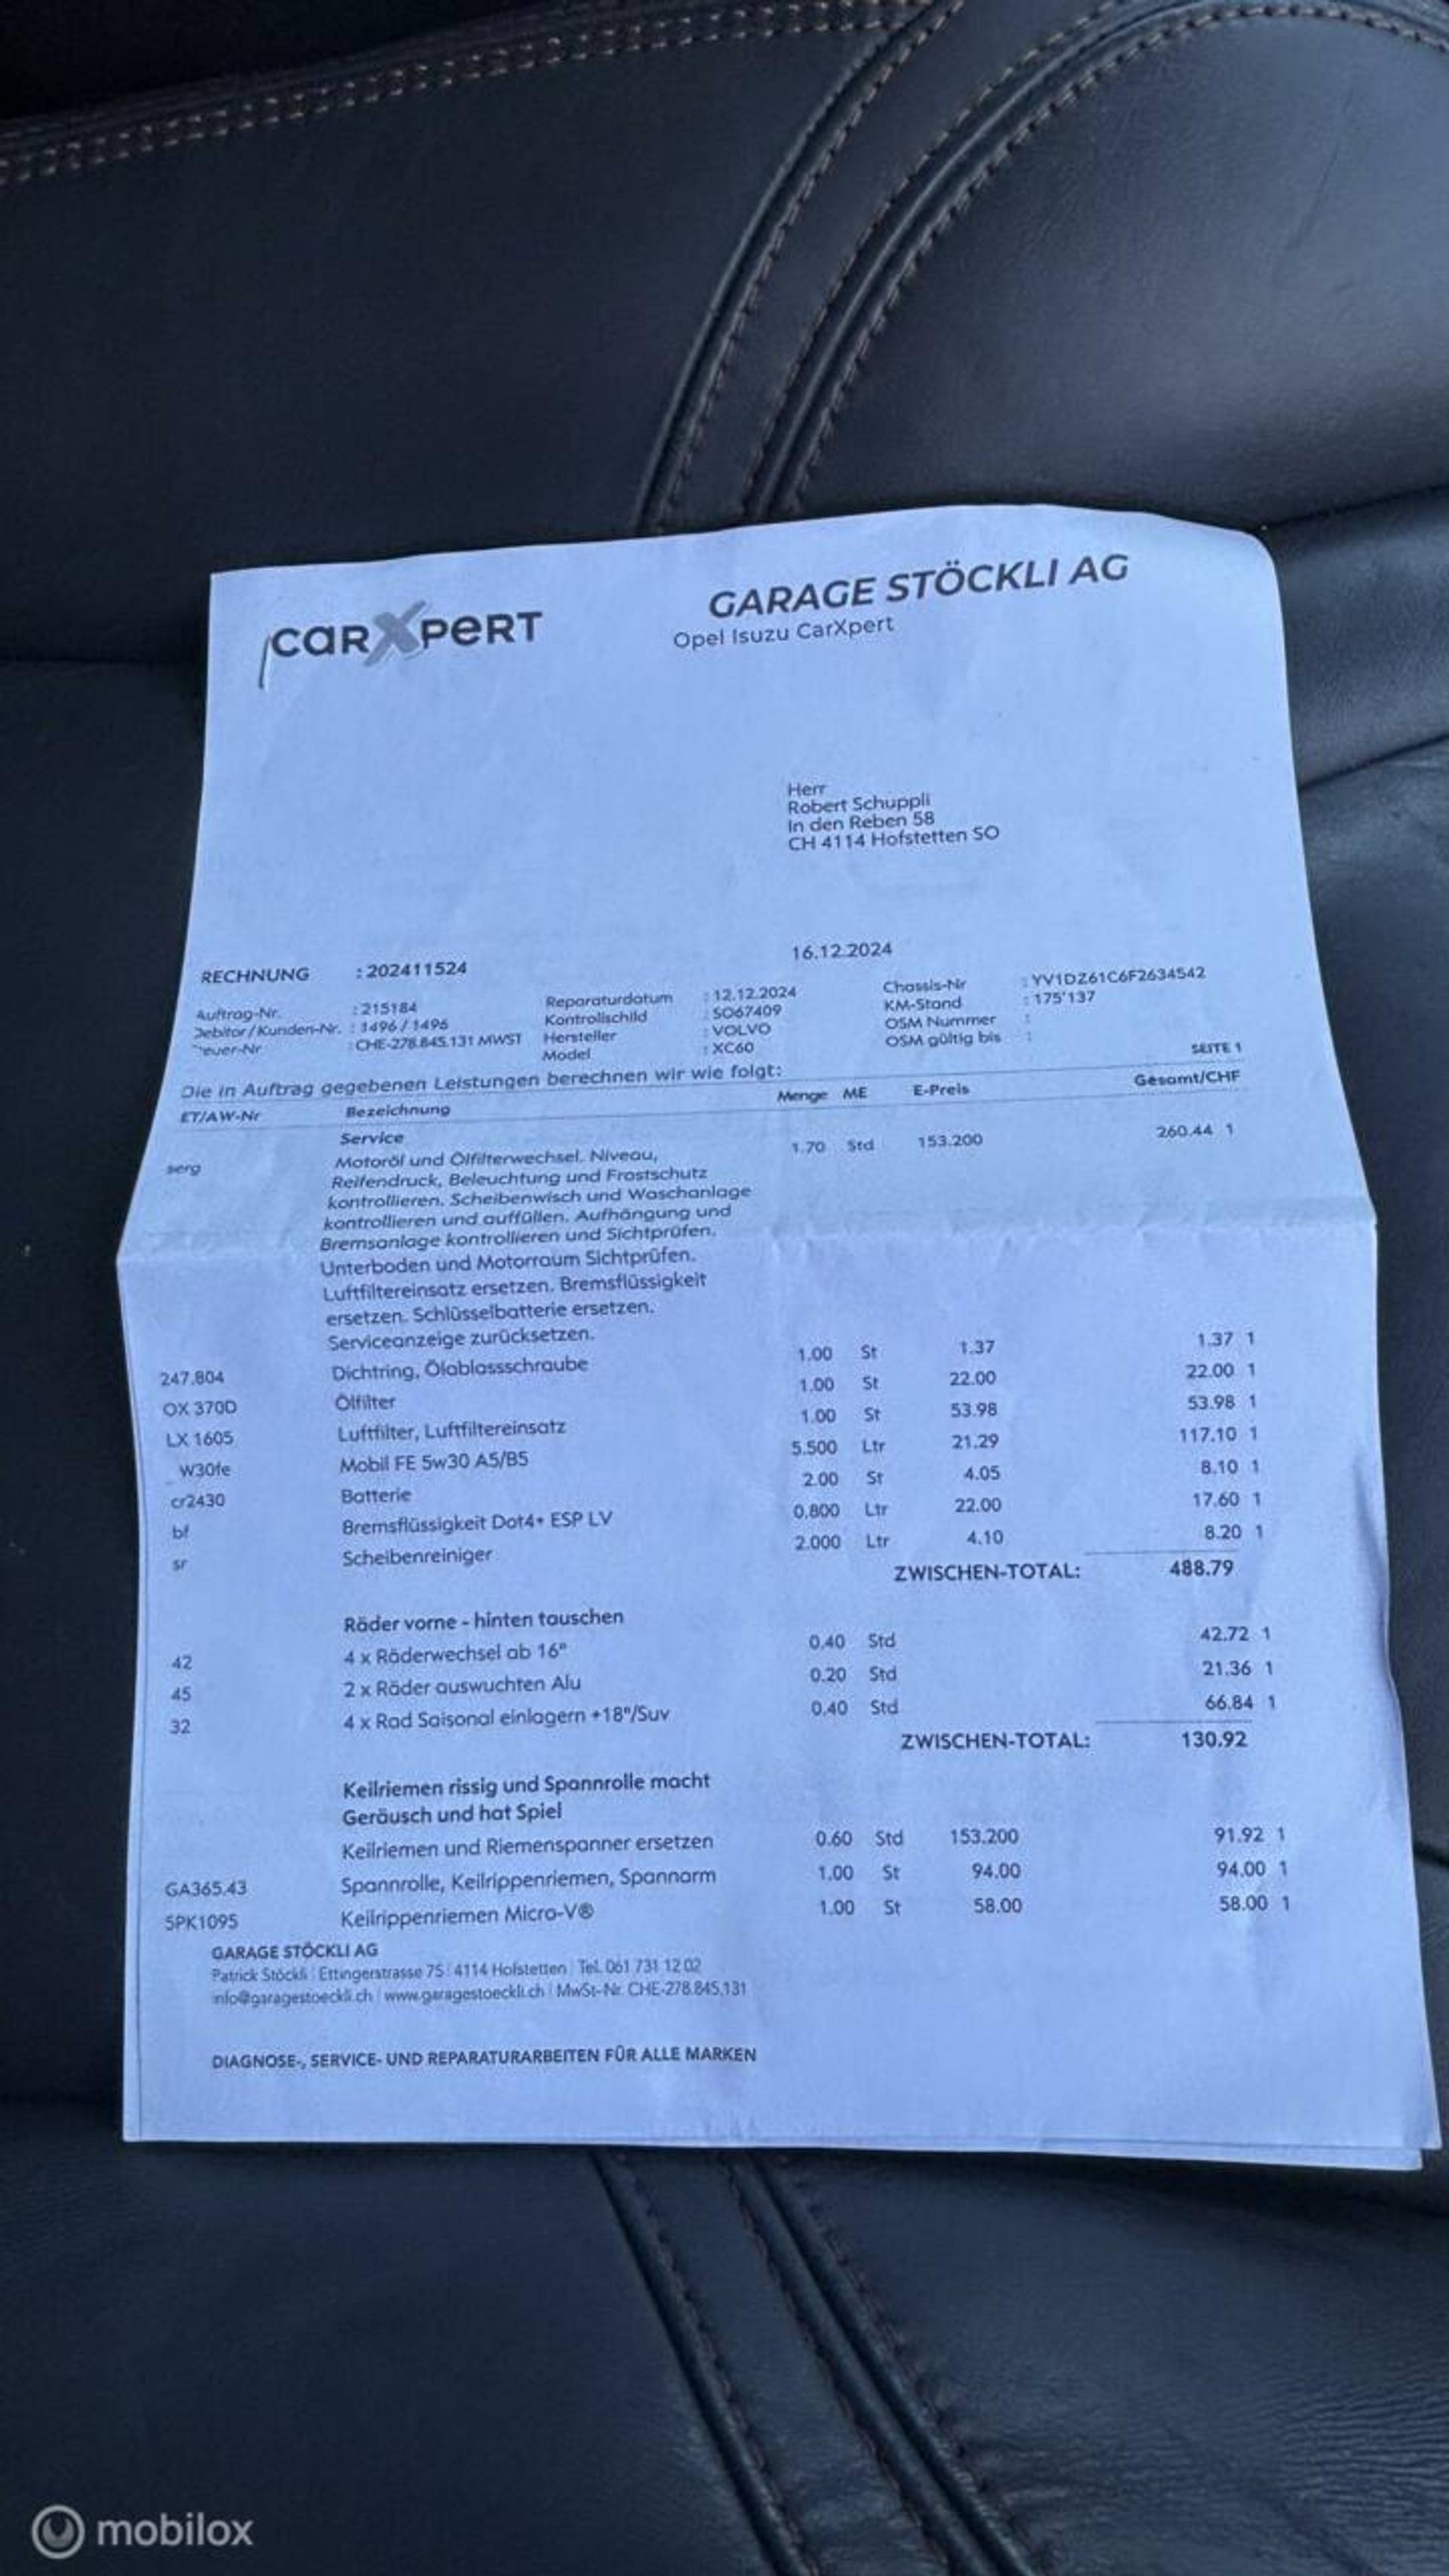 carXpert
GARAGE STÖCKLI AG
Opel Isuzu CarXpert
Herr
Robert Schuppli
In den Reben 58
CH 4114 Hofstetten SO
16.12.2024
RECHNUNG : 202411524
Auftrag-Nr. : 215184
Debitor/Kunden-Nr. : 1496 / 1496
euer-Nr : CHE-278.845.131 MWST
Reparaturdatum : 12.12.2024
Kontrollschild : SO67409
Hersteller : VOLVO
Model : XC60
Chassis-Nr : YV1DZ61C6F2634542
KM-Stand : 175'137
OSM Nummer :
OSM gültig bis :
SEITE 1
Die in Auftrag gegebenen Leistungen berechnen wir wie folgt:
ET/AW-Nr Bezeichnung Menge ME E-Preis Gesamt/CHF
Service
serg Motoröl und Ölfilterwechsel. Niveau, 1.70 Std 153.200 260.44 1
Reifendruck, Beleuchtung und Frostschutz
kontrollieren. Scheibenwisch und Waschanlage
kontrollieren und auffüllen. Aufhängung und
Bremsanlage kontrollieren und Sichtprüfen.
Unterboden und Motorraum Sichtprüfen.
Luftfiltereinsatz ersetzen. Bremsflüssigkeit
ersetzen. Schlüsselbatterie ersetzen.
Serviceanzeige zurücksetzen.
247.804 Dichtring, Ölablassschraube 1.00 St 1.37 1.37 1
OX 370D Ölfilter 1.00 St 22.00 22.00 1
LX 1605 Luftfilter, Luftfiltereinsatz 1.00 St 53.98 53.98 1
W30fe Mobil FE 5w30 A5/B5 5.500 Ltr 21.29 117.10 1
cr2430 Batterie 2.00 St 4.05 8.10 1
bf Bremsflüssigkeit Dot4+ ESP LV 0.800 Ltr 22.00 17.60 1
sr Scheibenreiniger 2.000 Ltr 4.10 8.20 1
ZWISCHEN-TOTAL: 488.79
Räder vorne - hinten tauschen
42 4 x Räderwechsel ab 16" 0.40 Std 42.72 1
45 2 x Räder auswuchten Alu 0.20 Std 21.36 1
32 4 x Rad Saisonal einlagern +18"/Suv 0.40 Std 66.84 1
ZWISCHEN-TOTAL: 130.92
Keilriemen rissig und Spannrolle macht
Geräusch und hat Spiel
Keilriemen und Riemenspanner ersetzen 0.60 Std 153.200 91.92 1
GA365.43 Spannrolle, Keilrippenriemen, Spannarm 1.00 St 94.00 94.00 1
5PK1095 Keilrippenriemen Micro-V® 1.00 St 58.00 58.00 1
GARAGE STÖCKLI AG
Patrick Stöckli | Ettingerstrasse 75 | 4114 Hofstetten | Tel. 061 731 12 02
info@garagestoeckli.ch | www.garagestoeckli.ch | MwSt-Nr. CHE-278.845.131
DIAGNOSE-, SERVICE- UND REPARATURARBEITEN FÜR ALLE MARKEN
mobilox